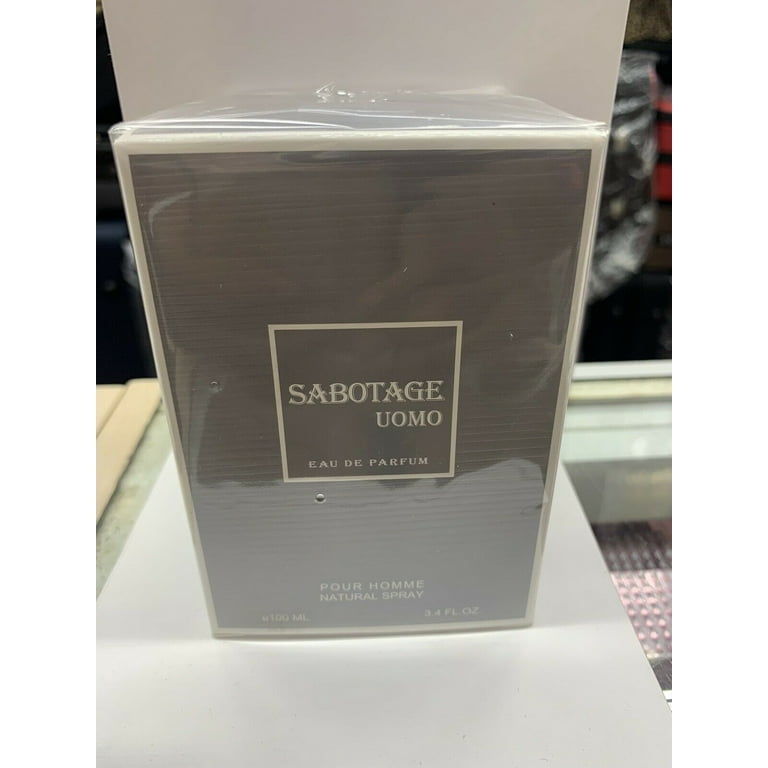 SABOTAGE
UOMO
EAU DE PARFUM
POUR HOMME
NATURAL SPRAY
e100 ML 3.4 FL.OZ.